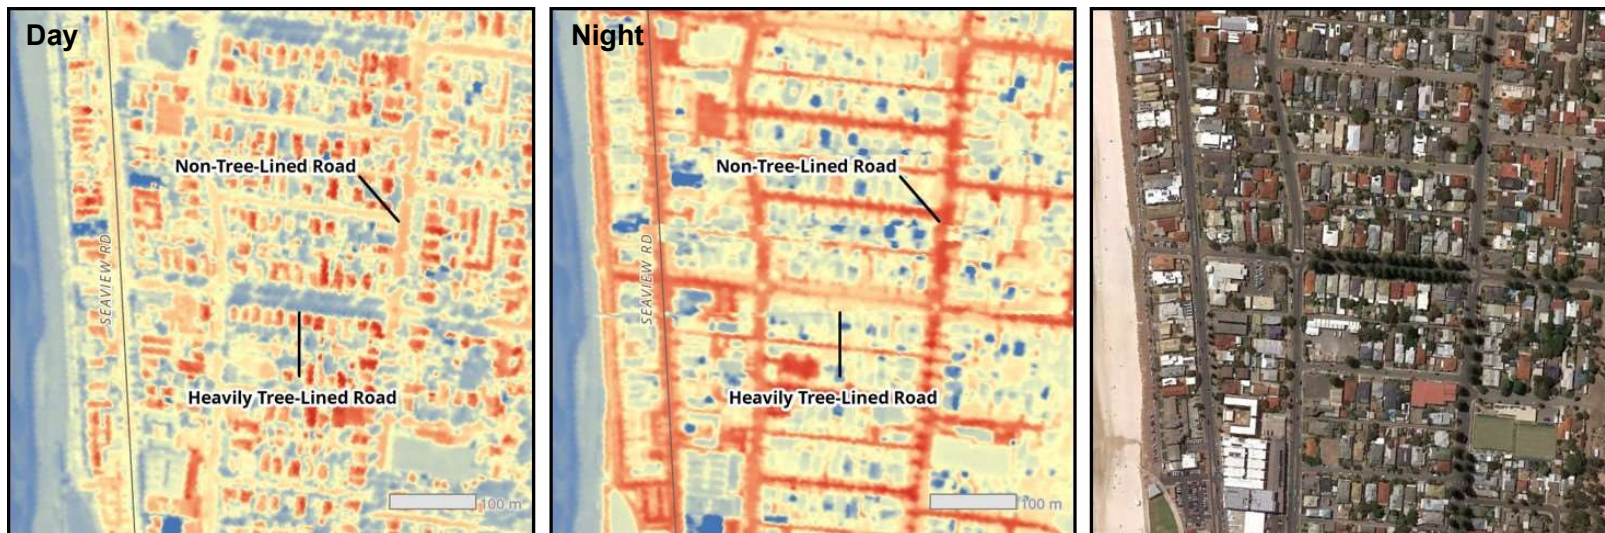 Day
Non-Tree-Lined Road
SEAVIEW RD
Heavily Tree-Lined Road
100 m
Night
Non-Tree-Lined Road
SEAVIEW RD
Heavily Tree-Lined Road
100 m